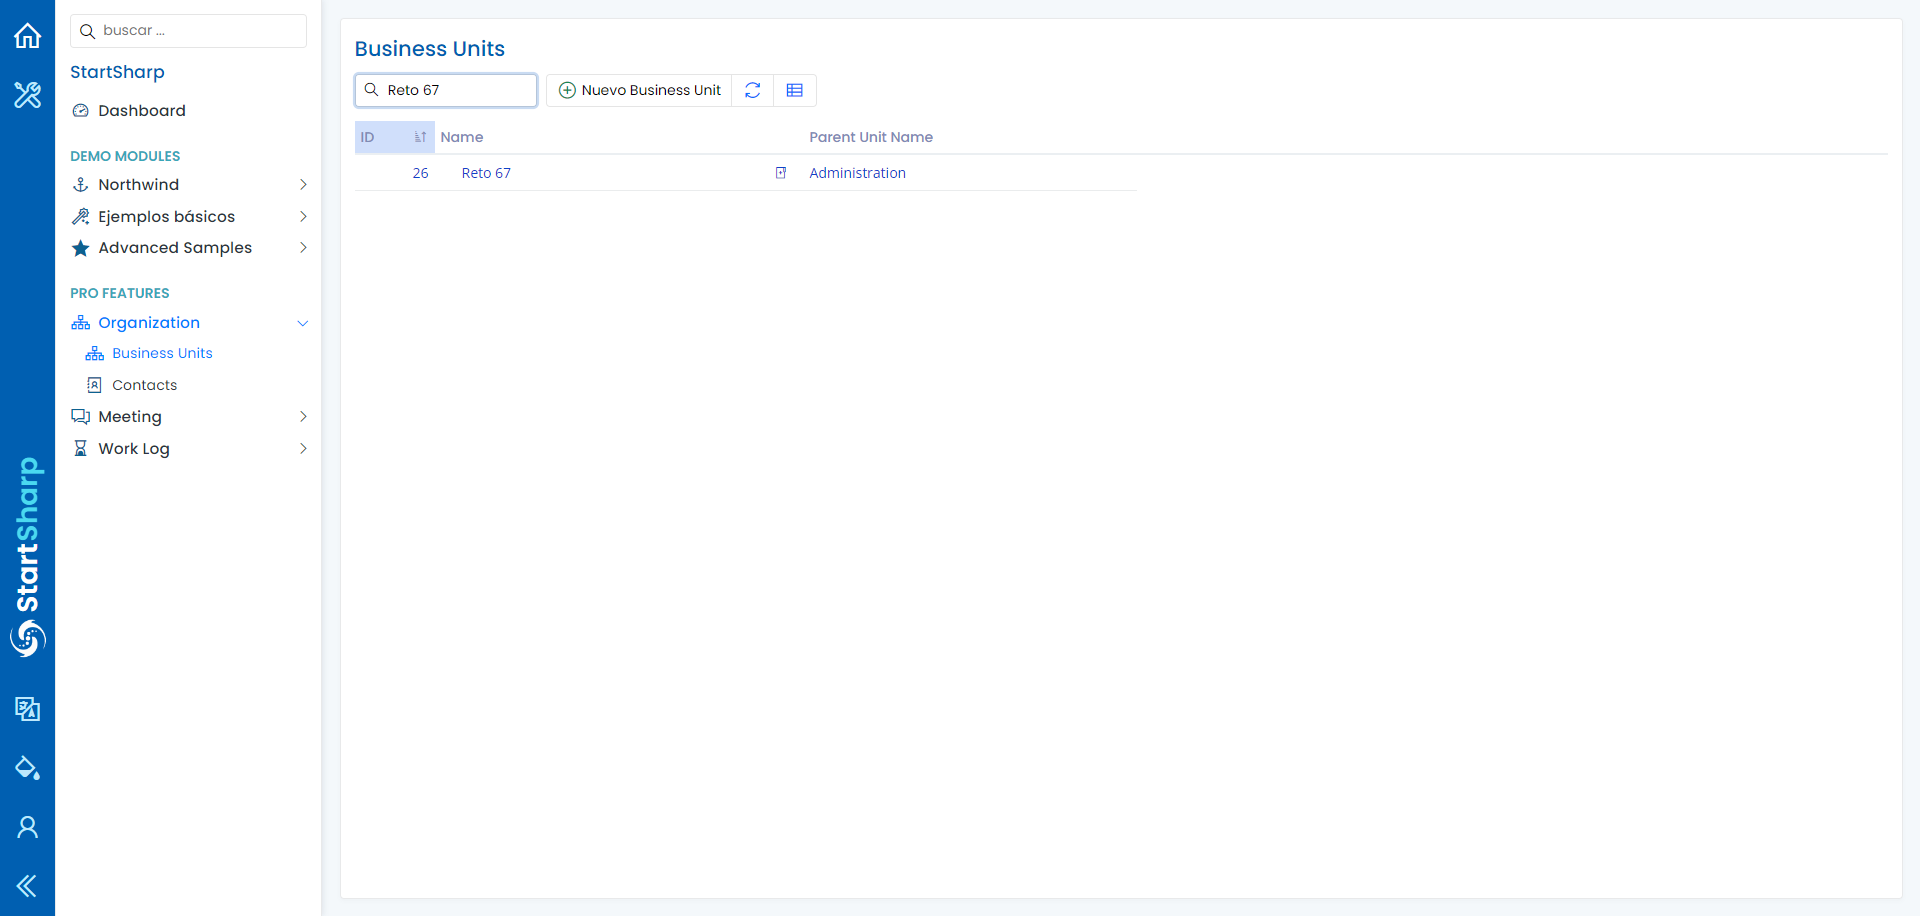 buscar ...
StartSharp
Dashboard
DEMO MODULES
Northwind
Ejemplos básicos
Advanced Samples
PRO FEATURES
Organization
Business Units
Contacts
Meeting
Work Log
StartSharp
Business Units
Reto 67
Nuevo Business Unit
ID Name Parent Unit Name
26 Reto 67 Administration